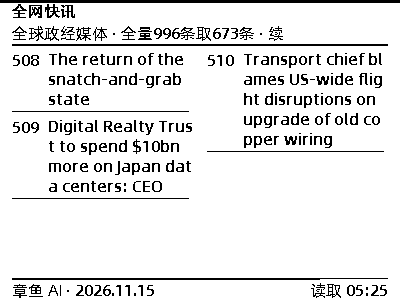 全网快讯
全球政经媒体 · 全量996条取673条 · 续
508 The return of the
snatch-and-grab
state
509 Digital Realty Trus
t to spend $10bn
more on Japan dat
a centers: CEO
510 Transport chief bl
ames US-wide flig
ht disruptions on
upgrade of old co
pper wiring
章鱼 AI · 2026.11.15
读取 05:25